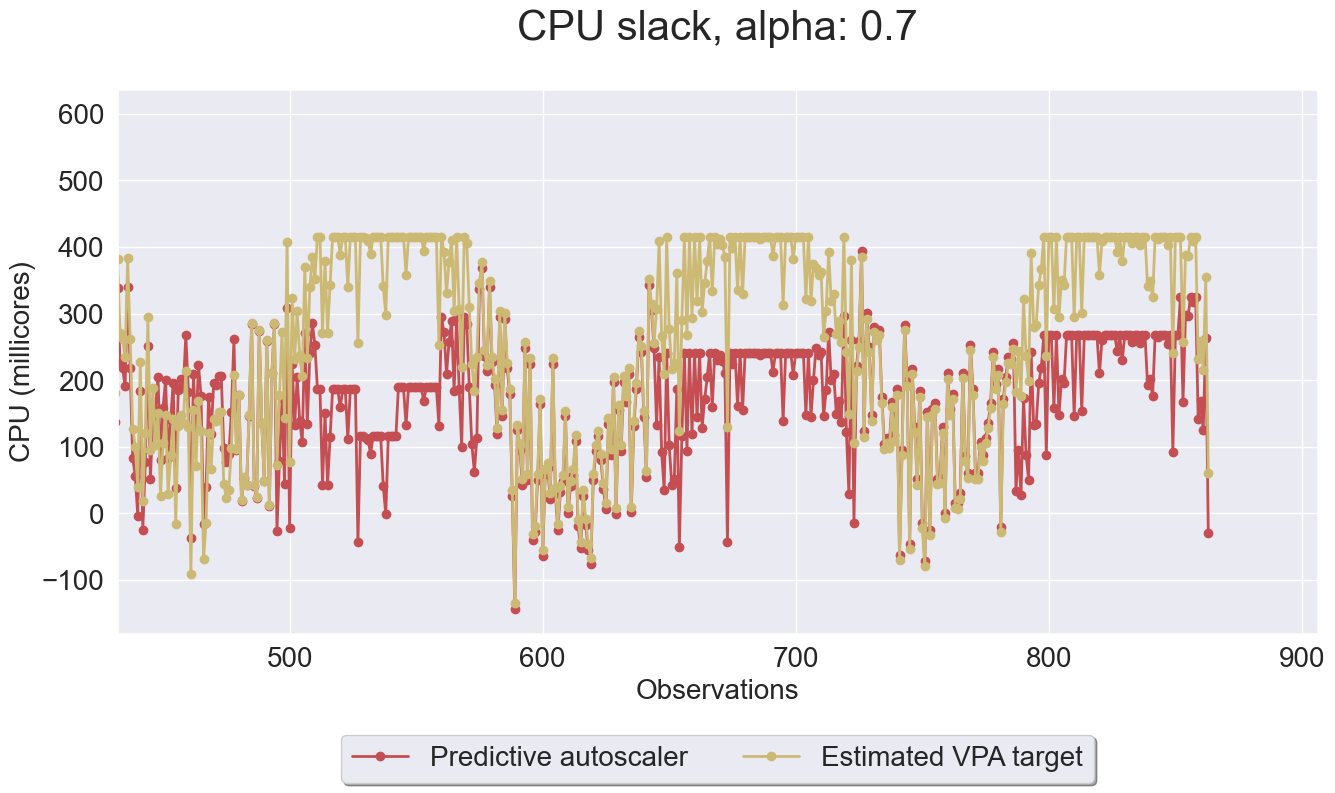 CPU slack, alpha: 0.7
600
500
400
300
200
100
0
−100
CPU (millicores)
500 600 700 800 900
Observations
Predictive autoscaler Estimated VPA target